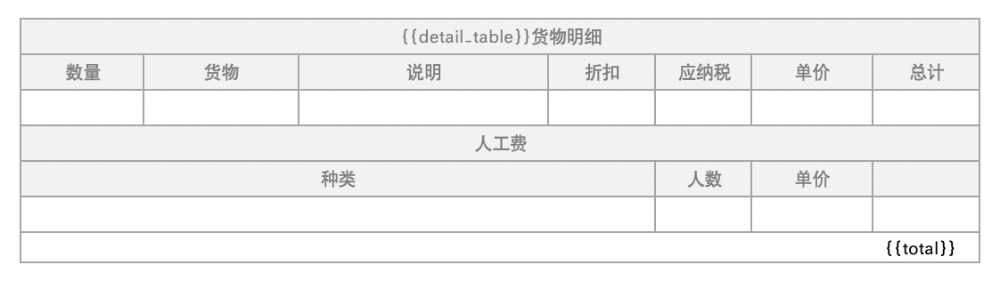 {{detail_table}}货物明细
数量 货物 说明 折扣 应纳税 单价 总计
人工费
种类 人数 单价
{{total}}